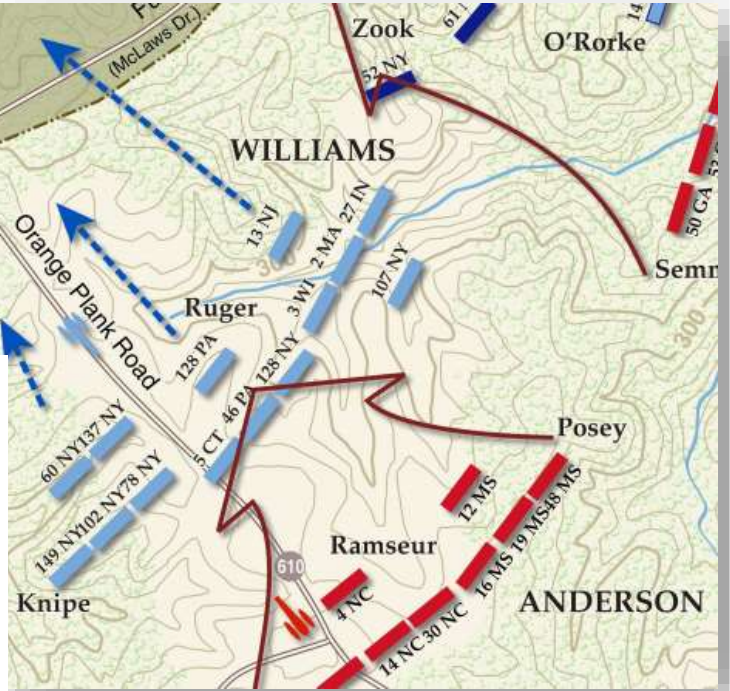 Zook
O'Rorke
61
14
52 NY
(McLaws Dr.)
WILLIAMS
27 IN
2 MA
13 NJ
3 WI
107 NY
50 GA
Orange Plank Road
Ruger
300
128 PA
128 NY
46 PA
5 CT
Posey
60 NY
137 NY
149 NY
102 NY
78 NY
12 MS
48 MS
19 MS
16 MS
Ramseur
610
4 NC
30 NC
14 NC
Knipe
ANDERSON